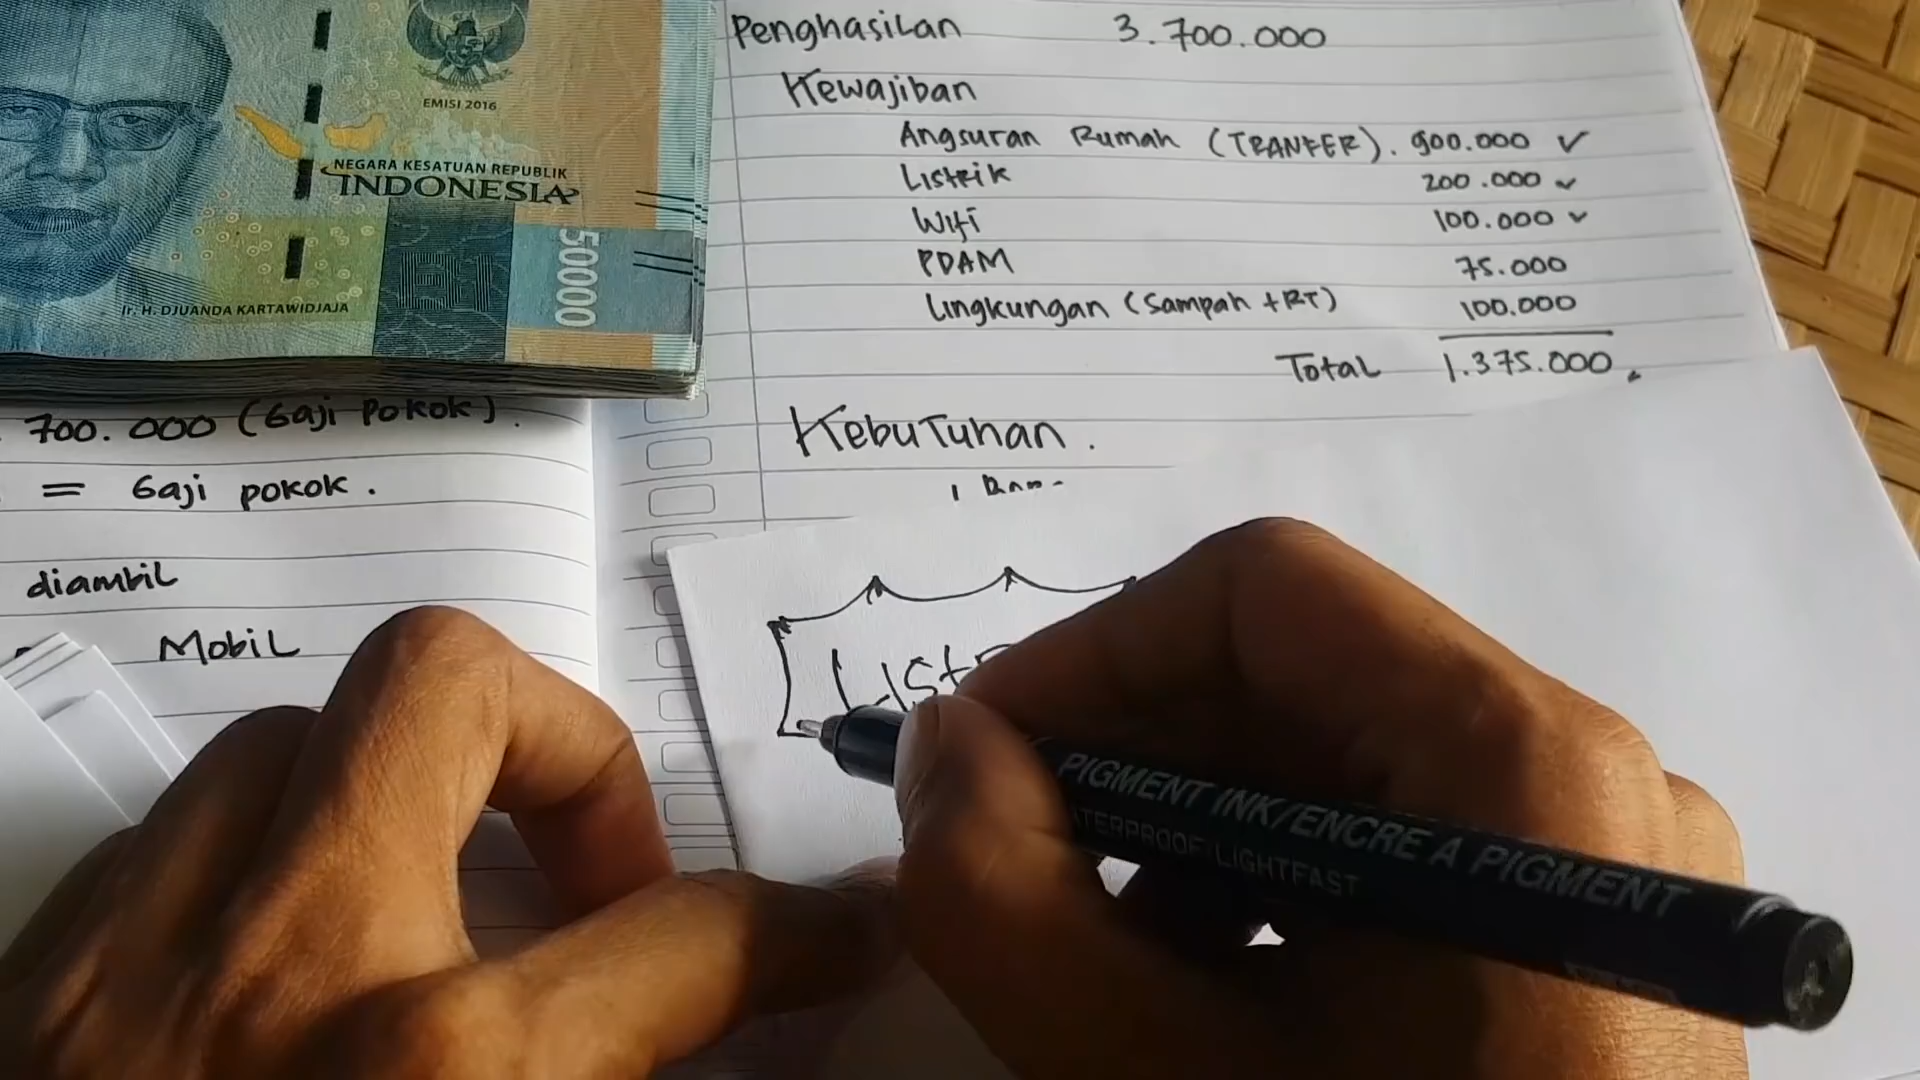 EMISI 2016
NEGARA KESATUAN REPUBLIK
INDONESIA
50000
BI
Ir. H. DJUANDA KARTAWIDJAJA
700.000 (Gaji Pokok).
= Gaji pokok.
diambil
Mobil
Penghasilan 3.700.000
Kewajiban
Angsuran Rumah (TRANFER). 900.000 ✓
Listrik 200.000 ✓
Wifi 100.000 ✓
PDAM 75.000
Lingkungan (Sampah + RT) 100.000
Total 1.375.000
Kebutuhan.
PIGMENT INK/ENCRE A PIGMENT
LIGHTFAST